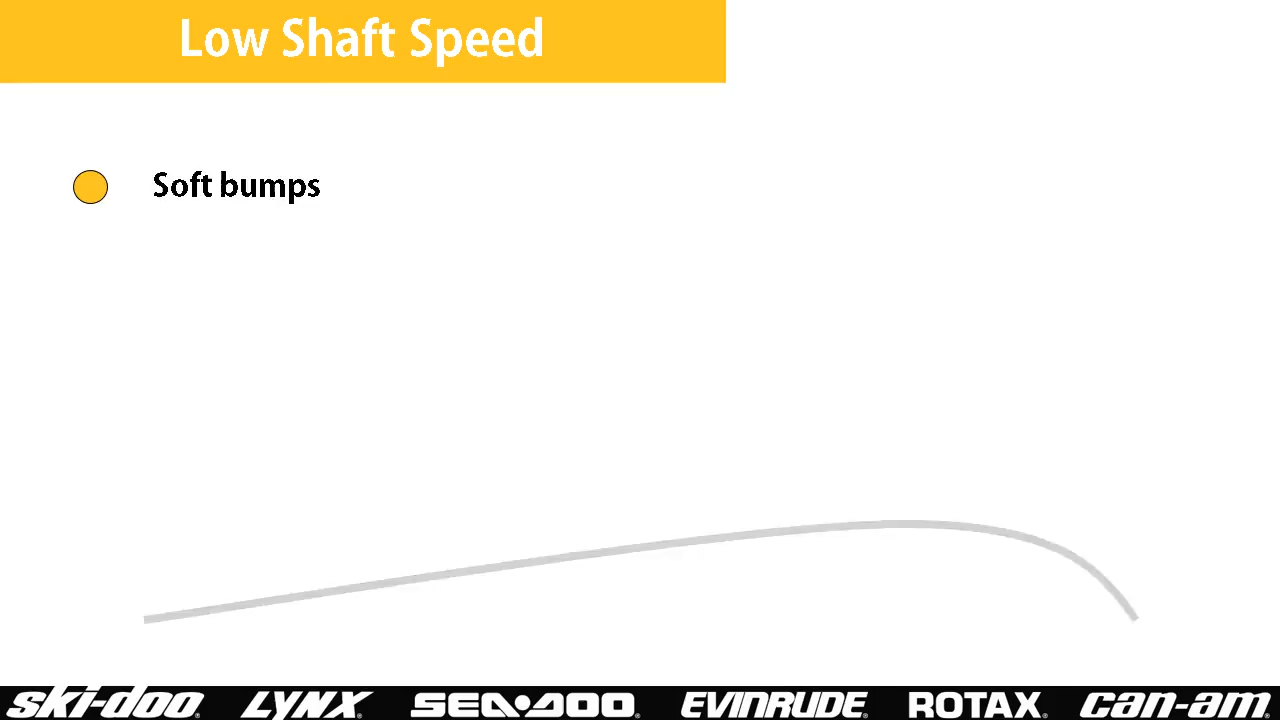 Low Shaft Speed
Soft bumps
ski-doo LYNX SEA-DOO EVINRUDE ROTAX can-am